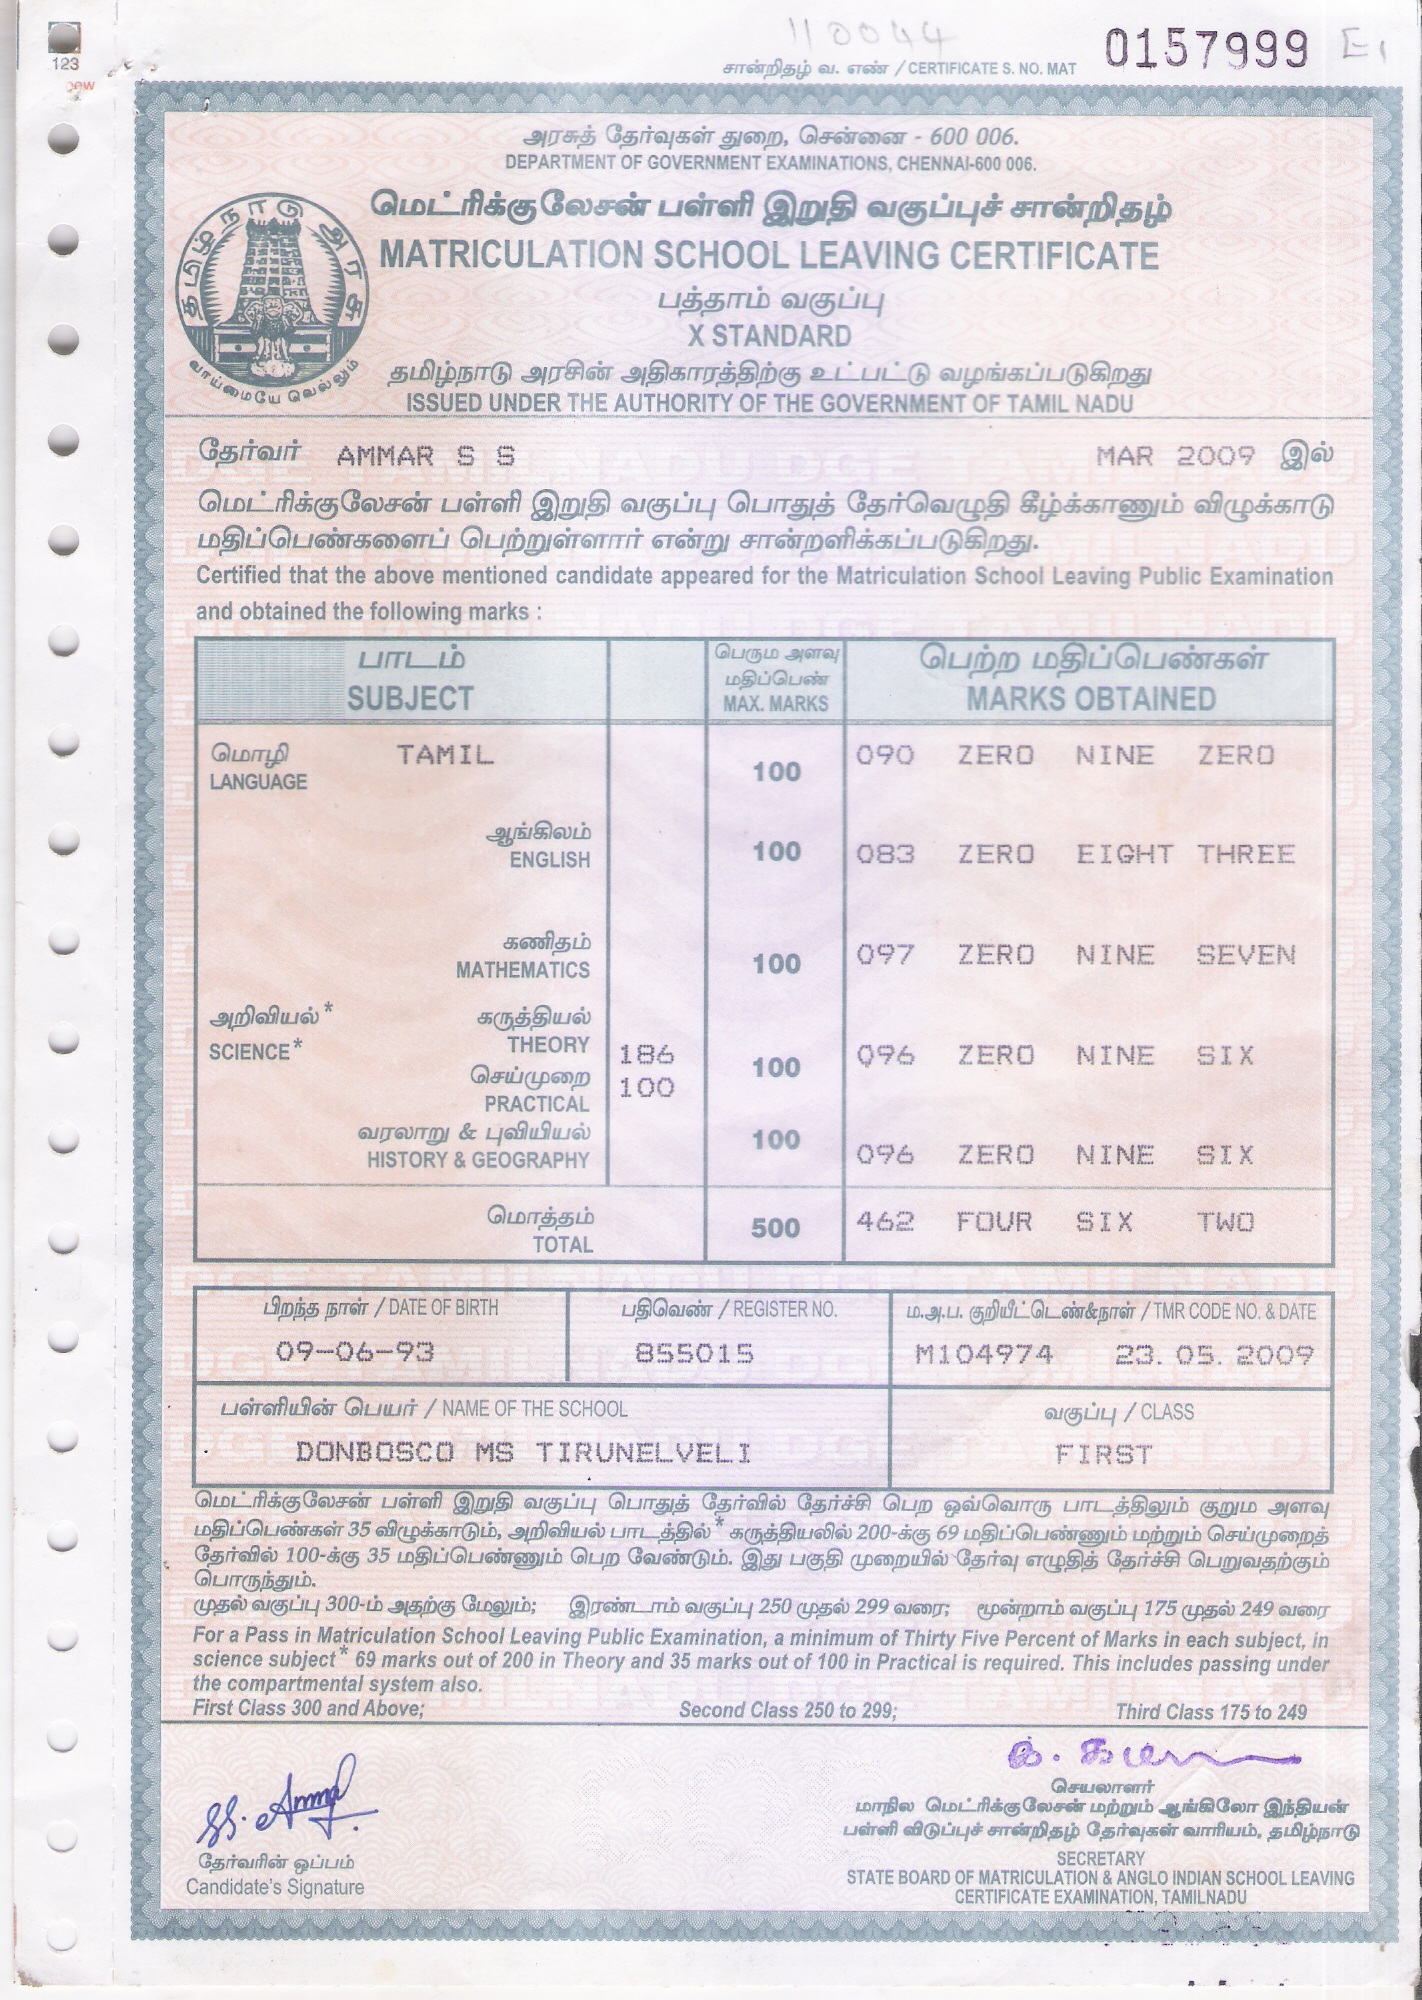 110044
சான்றிதழ் வ. எண் / CERTIFICATE S. NO. MAT 0157999 E1
123
அரசுத் தேர்வுகள் துறை, சென்னை - 600 006.
DEPARTMENT OF GOVERNMENT EXAMINATIONS, CHENNAI-600 006.
தமிழ்நாடு அரசு
வாய்மையே வெல்லும்
மெட்ரிக்குலேசன் பள்ளி இறுதி வகுப்புச் சான்றிதழ்
MATRICULATION SCHOOL LEAVING CERTIFICATE
பத்தாம் வகுப்பு
X STANDARD
தமிழ்நாடு அரசின் அதிகாரத்திற்கு உட்பட்டு வழங்கப்படுகிறது
ISSUED UNDER THE AUTHORITY OF THE GOVERNMENT OF TAMIL NADU
தேர்வர் AMMAR S S MAR 2009 இல்
மெட்ரிக்குலேசன் பள்ளி இறுதி வகுப்பு பொதுத் தேர்வெழுதி கீழ்க்காணும் விழுக்காடு
மதிப்பெண்களைப் பெற்றுள்ளார் என்று சான்றளிக்கப்படுகிறது.
Certified that the above mentioned candidate appeared for the Matriculation School Leaving Public Examination
and obtained the following marks :
பாடம் பெரும அளவு பெற்ற மதிப்பெண்கள்
மதிப்பெண்
SUBJECT MAX. MARKS MARKS OBTAINED
மொழி TAMIL 100 090 ZERO NINE ZERO
LANGUAGE
ஆங்கிலம்
ENGLISH 100 083 ZERO EIGHT THREE
கணிதம்
MATHEMATICS 100 097 ZERO NINE SEVEN
அறிவியல்* கருத்தியல்
SCIENCE* THEORY 186 100 096 ZERO NINE SIX
செய்முறை 100
PRACTICAL
வரலாறு & புவியியல் 100
HISTORY & GEOGRAPHY 096 ZERO NINE SIX
மொத்தம் 500 462 FOUR SIX TWO
TOTAL
பிறந்த நாள் / DATE OF BIRTH பதிவெண் / REGISTER NO. ம.அ.ப. குறியீட்டெண்&நாள் / TMR CODE NO. & DATE
09-06-93 855015 M104974 23. 05. 2009
பள்ளியின் பெயர் / NAME OF THE SCHOOL வகுப்பு / CLASS
DONBOSCO MS TIRUNELVELI FIRST
மெட்ரிக்குலேசன் பள்ளி இறுதி வகுப்பு பொதுத் தேர்வில் தேர்ச்சி பெற ஒவ்வொரு பாடத்திலும் குறும அளவு
மதிப்பெண்கள் 35 விழுக்காடும், அறிவியல் பாடத்தில்* கருத்தியலில் 200-க்கு 69 மதிப்பெண்ணும் மற்றும் செய்முறைத்
தேர்வில் 100-க்கு 35 மதிப்பெண்ணும் பெற வேண்டும். இது பகுதி முறையில் தேர்வு எழுதித் தேர்ச்சி பெறுவதற்கும்
பொருந்தும்.
முதல் வகுப்பு 300-ம் அதற்கு மேலும்; இரண்டாம் வகுப்பு 250 முதல் 299 வரை; மூன்றாம் வகுப்பு 175 முதல் 249 வரை
For a Pass in Matriculation School Leaving Public Examination, a minimum of Thirty Five Percent of Marks in each subject, in
science subject* 69 marks out of 200 in Theory and 35 marks out of 100 in Practical is required. This includes passing under
the compartmental system also.
First Class 300 and Above; Second Class 250 to 299; Third Class 175 to 249
SS. Ammar
தேர்வரின் ஒப்பம்
Candidate's Signature
செயலாளர்
மாநில மெட்ரிக்குலேசன் மற்றும் ஆங்கிலோ இந்தியன்
பள்ளி விடுப்புச் சான்றிதழ் தேர்வுகள் வாரியம், தமிழ்நாடு
SECRETARY
STATE BOARD OF MATRICULATION & ANGLO INDIAN SCHOOL LEAVING
CERTIFICATE EXAMINATION, TAMILNADU